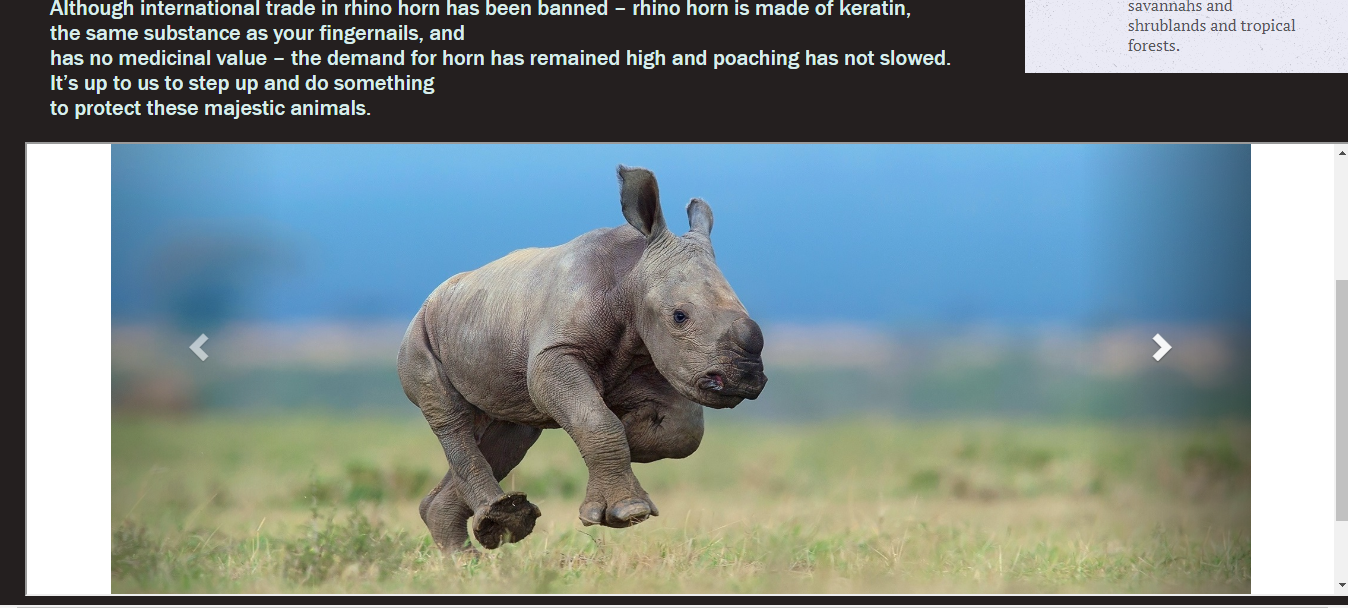 Although international trade in rhino horn has been banned – rhino horn is made of keratin,
the same substance as your fingernails, and
has no medicinal value – the demand for horn has remained high and poaching has not slowed.
It’s up to us to step up and do something
to protect these majestic animals.
savannahs and
shrublands and tropical
forests.